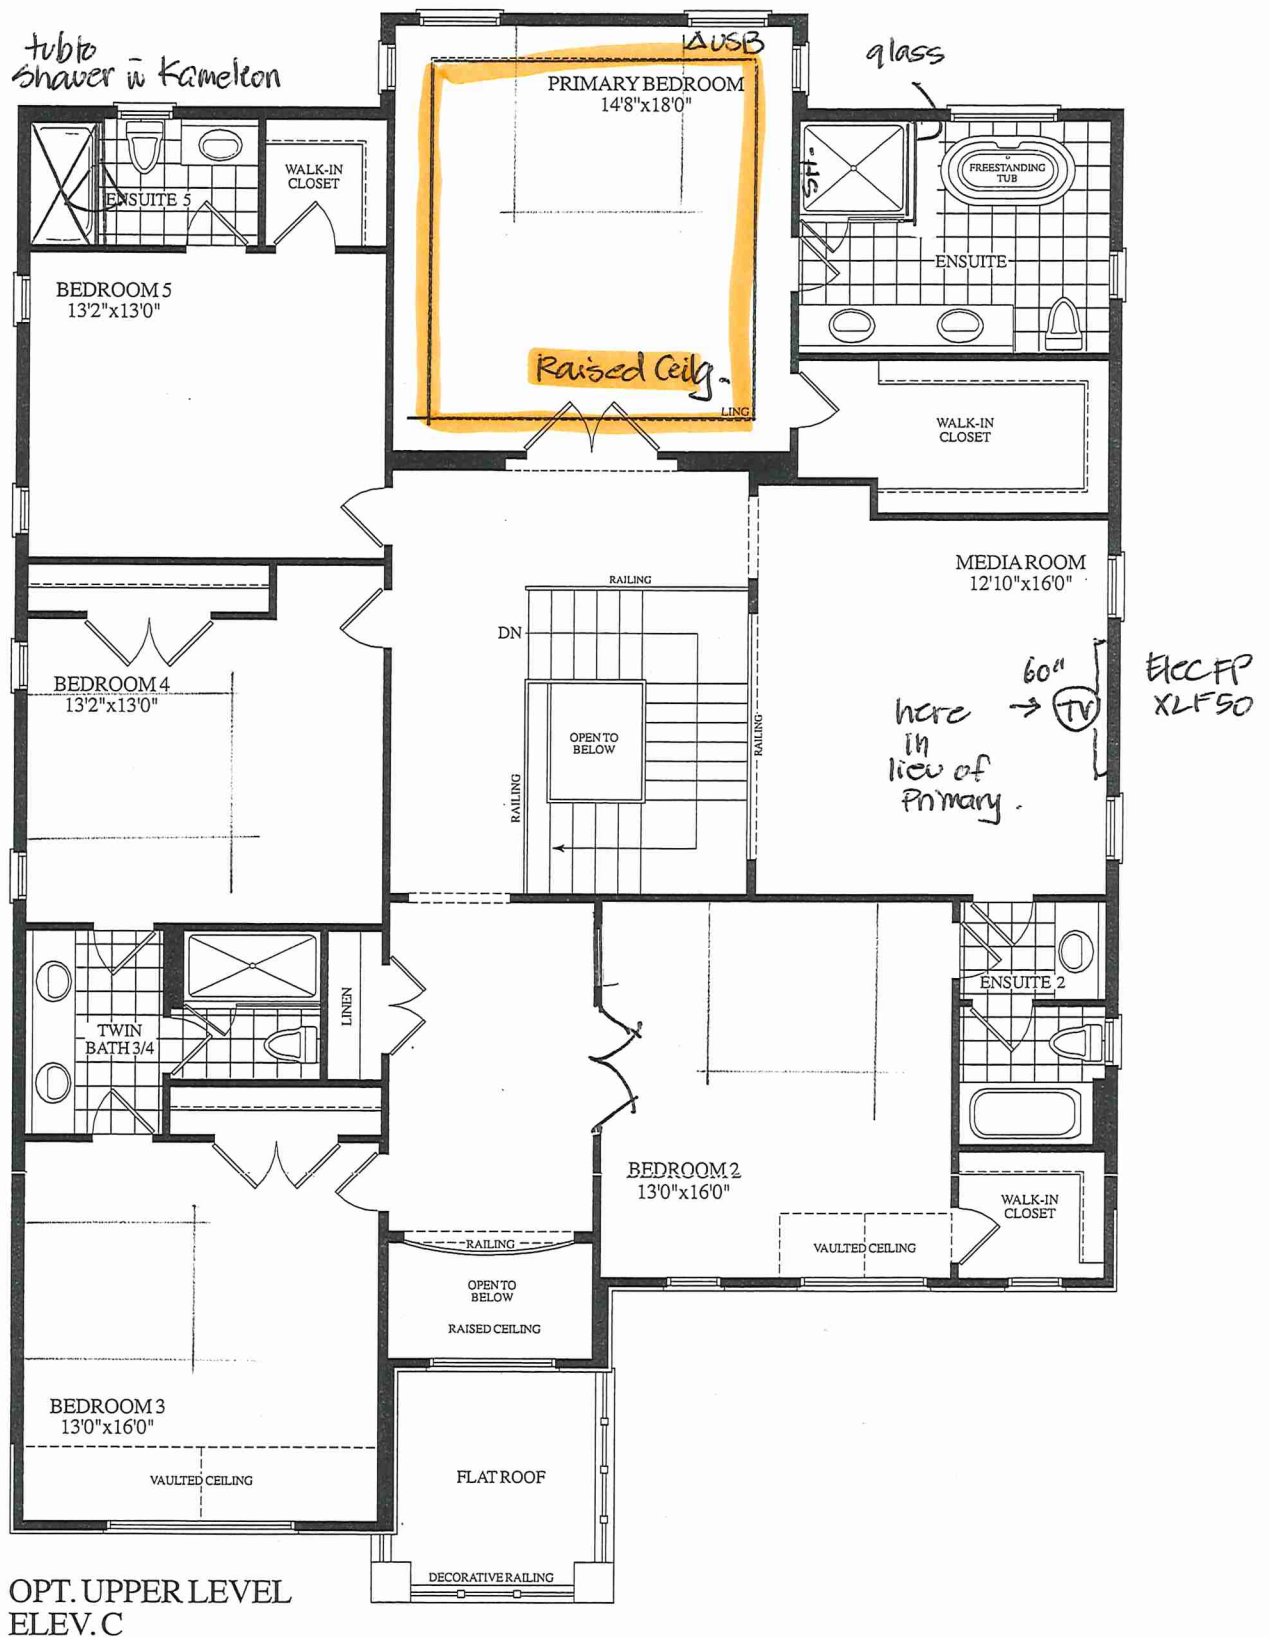 tub to
shower w Kameleon
ΔUSB
glass
PRIMARY BEDROOM
14'8"x18'0"
WALK-IN
CLOSET
ENSUITE 5
FREESTANDING
TUB
ENSUITE
BEDROOM 5
13'2"x13'0"
Raised Ceilg.
LING
WALK-IN
CLOSET
MEDIA ROOM
12'10"x16'0"
RAILING
DN
60"
Elec FP
XLF50
here → TV
in
lieu of
Primary.
BEDROOM 4
13'2"x13'0"
OPEN TO
BELOW
RAILING
RAILING
ENSUITE 2
LINEN
TWIN
BATH 3/4
BEDROOM 2
13'0"x16'0"
WALK-IN
CLOSET
VAULTED CEILING
RAILING
OPEN TO
BELOW
RAISED CEILING
BEDROOM 3
13'0"x16'0"
VAULTED CEILING
FLAT ROOF
DECORATIVE RAILING
OPT. UPPER LEVEL
ELEV. C